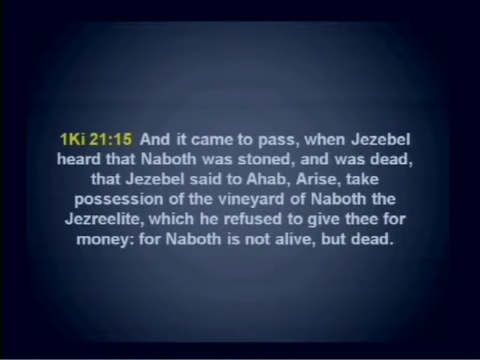 1Ki 21:15 And it came to pass, when Jezebel
heard that Naboth was stoned, and was dead,
that Jezebel said to Ahab, Arise, take
possession of the vineyard of Naboth the
Jezreelite, which he refused to give thee for
money: for Naboth is not alive, but dead.